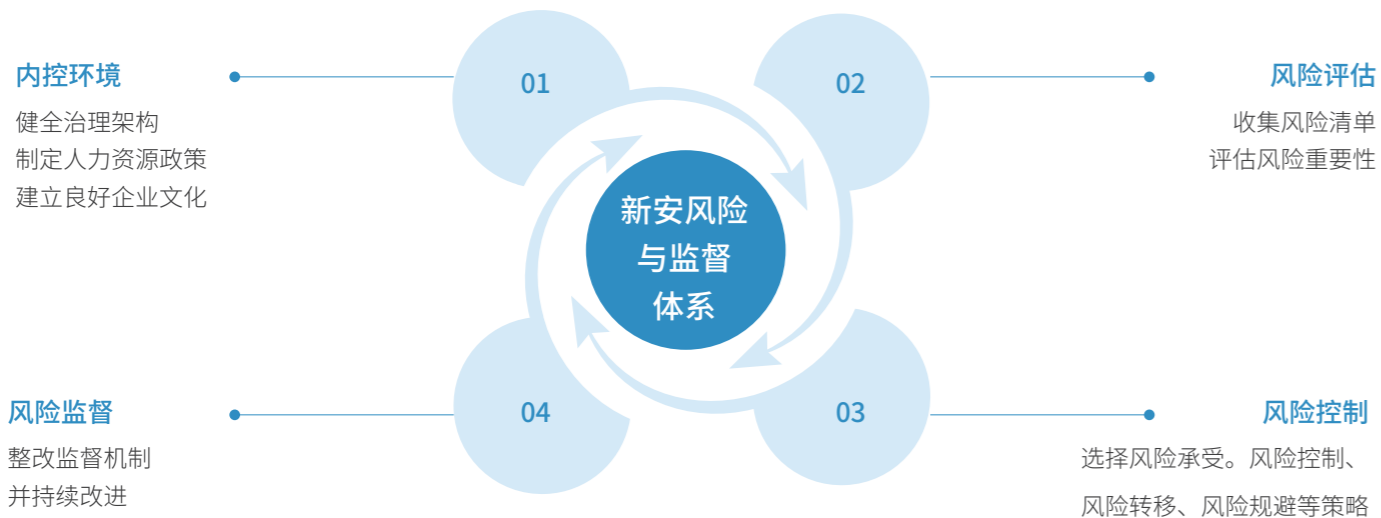 01
内控环境
健全治理架构
制定人力资源政策
建立良好企业文化
02
风险评估
收集风险清单
评估风险重要性
新安风险
与监督
体系
03
风险控制
选择风险承受。风险控制、
风险转移、风险规避等策略
04
风险监督
整改监督机制
并持续改进